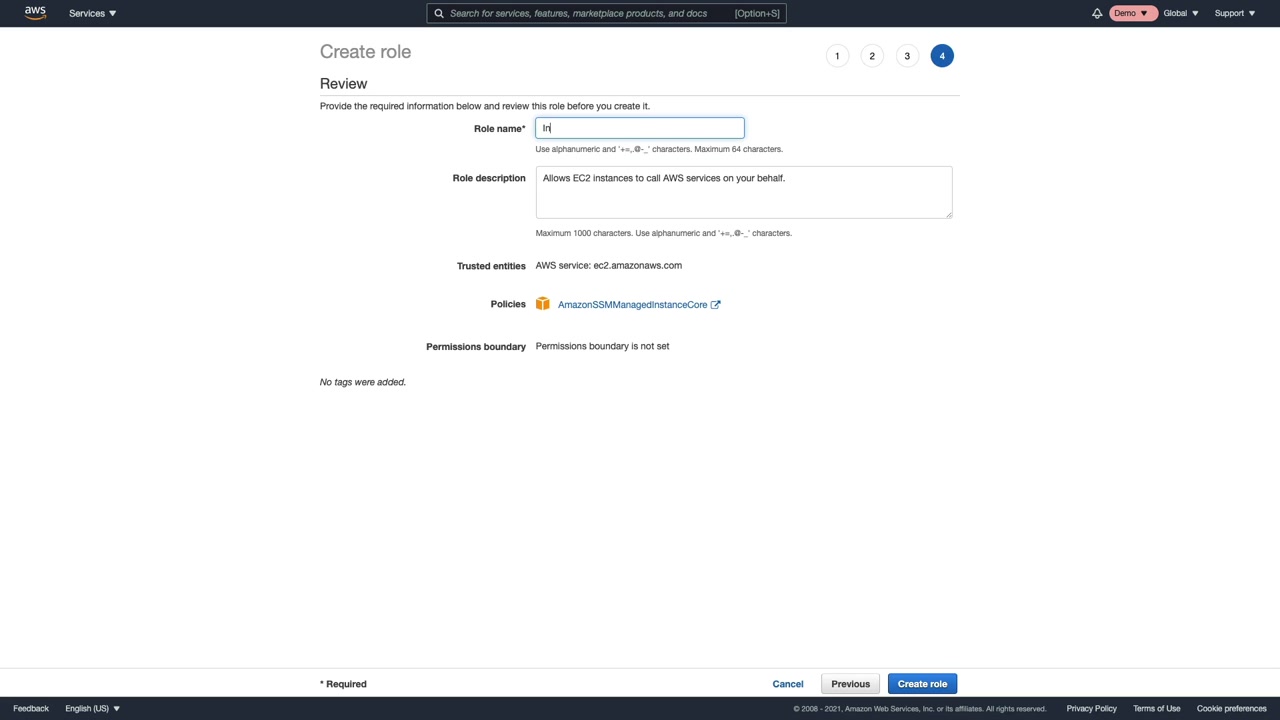 aws Services Search for services, features, marketplace products, and docs [Option+S] Demo Global Support
Create role 1 2 3 4
Review
Provide the required information below and review this role before you create it.
Role name* In
Use alphanumeric and '+=,.@-_' characters. Maximum 64 characters.
Role description Allows EC2 instances to call AWS services on your behalf.
Maximum 1000 characters. Use alphanumeric and '+=,.@-_' characters.
Trusted entities AWS service: ec2.amazonaws.com
Policies AmazonSSMManagedInstanceCore
Permissions boundary Permissions boundary is not set
No tags were added.
* Required Cancel Previous Create role
Feedback English (US) © 2008 - 2021, Amazon Web Services, Inc. or its affiliates. All rights reserved. Privacy Policy Terms of Use Cookie preferences